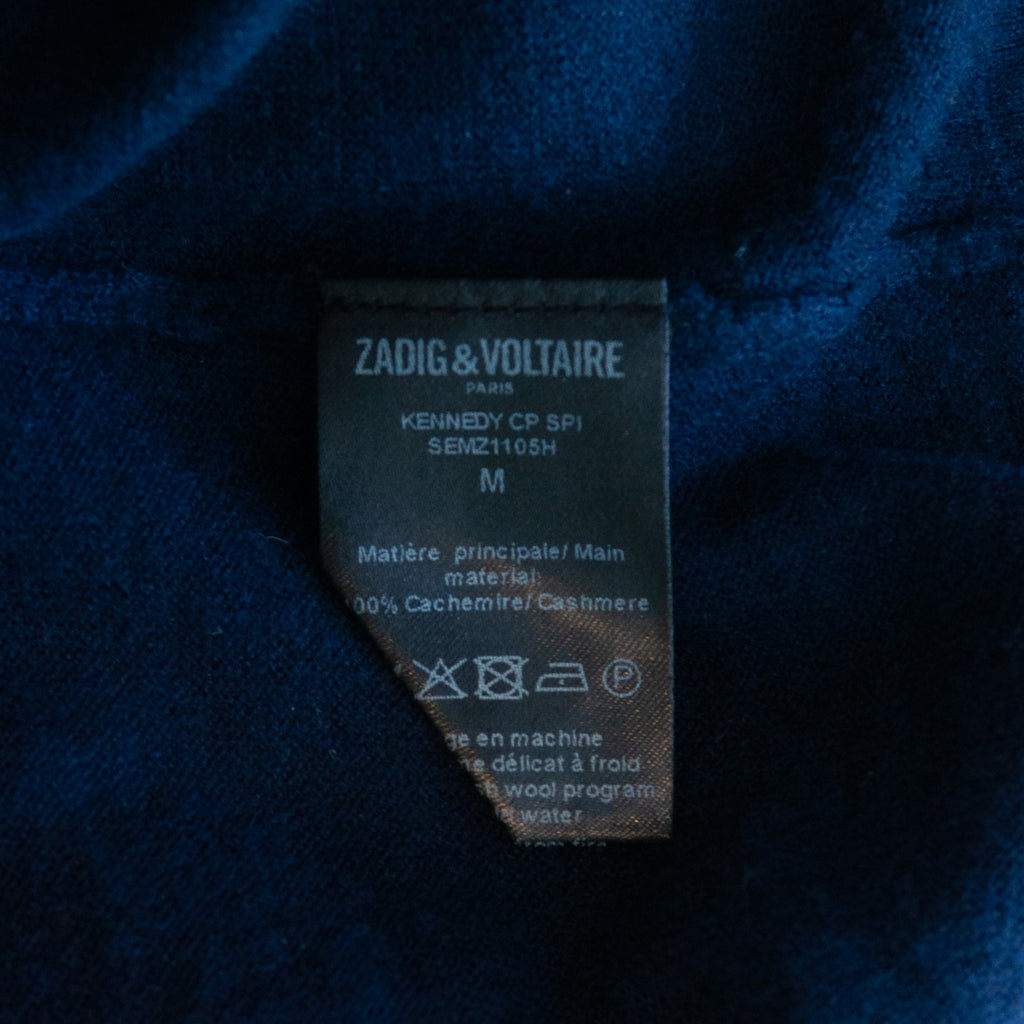 ZADIG & VOLTAIRE
PARIS
KENNEDY CP SPI
SEMZ1105H
M
Matière principale/ Main
material:
00% Cachemire/ Cashmere
P
en machine
délicat à froid
wool program
water